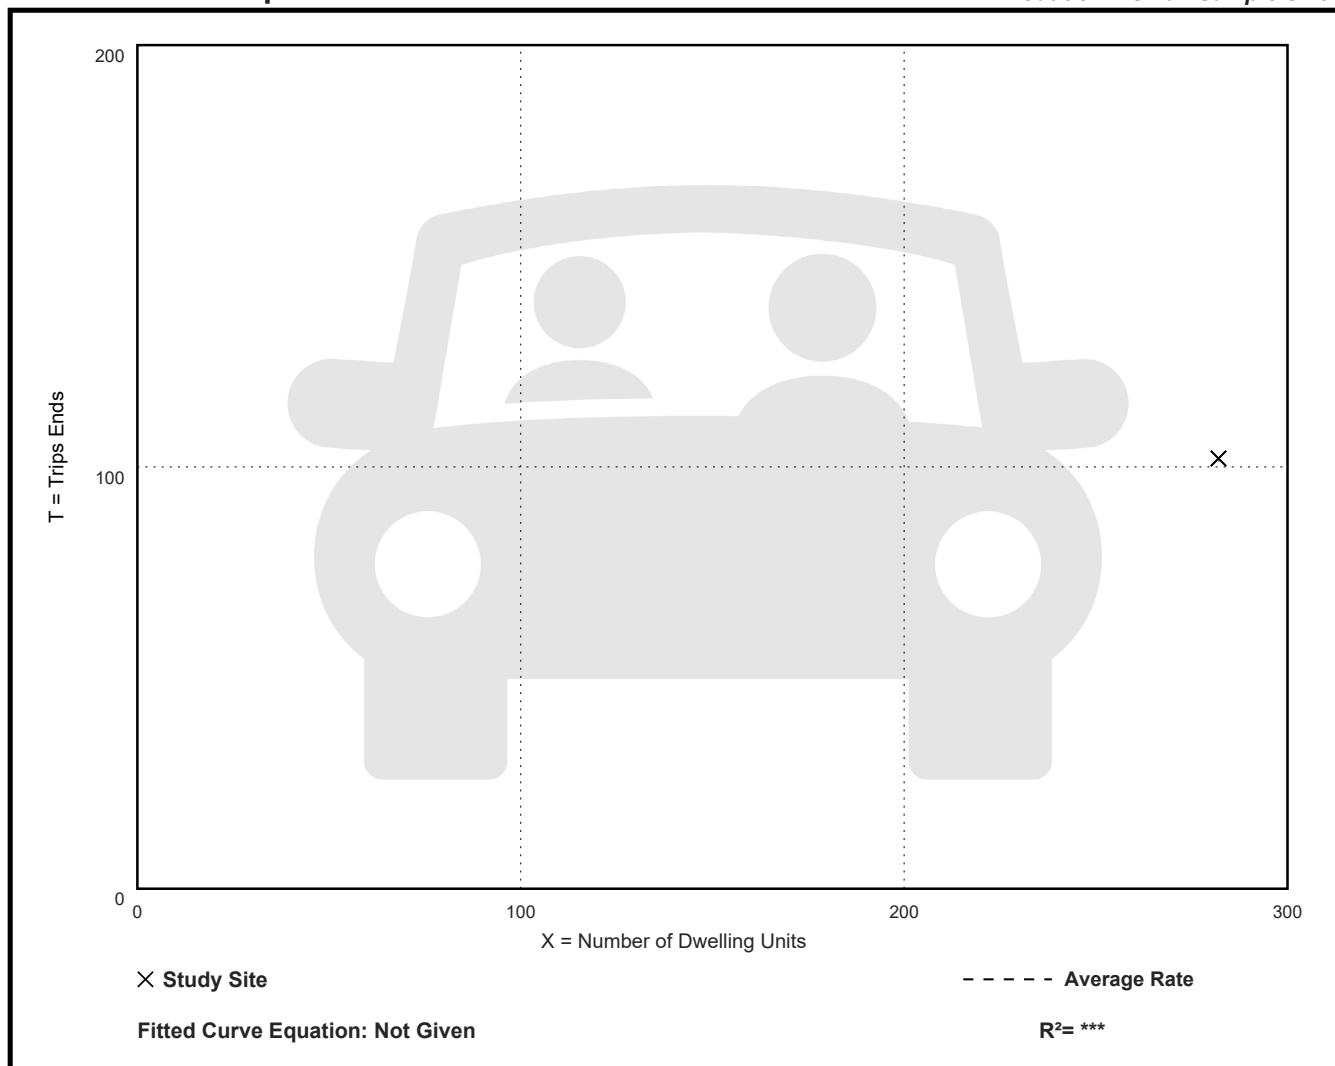 200
100
0
T = Trips Ends
0 100 200 300
X = Number of Dwelling Units
Study Site
Average Rate
Fitted Curve Equation: Not Given
R²= ***